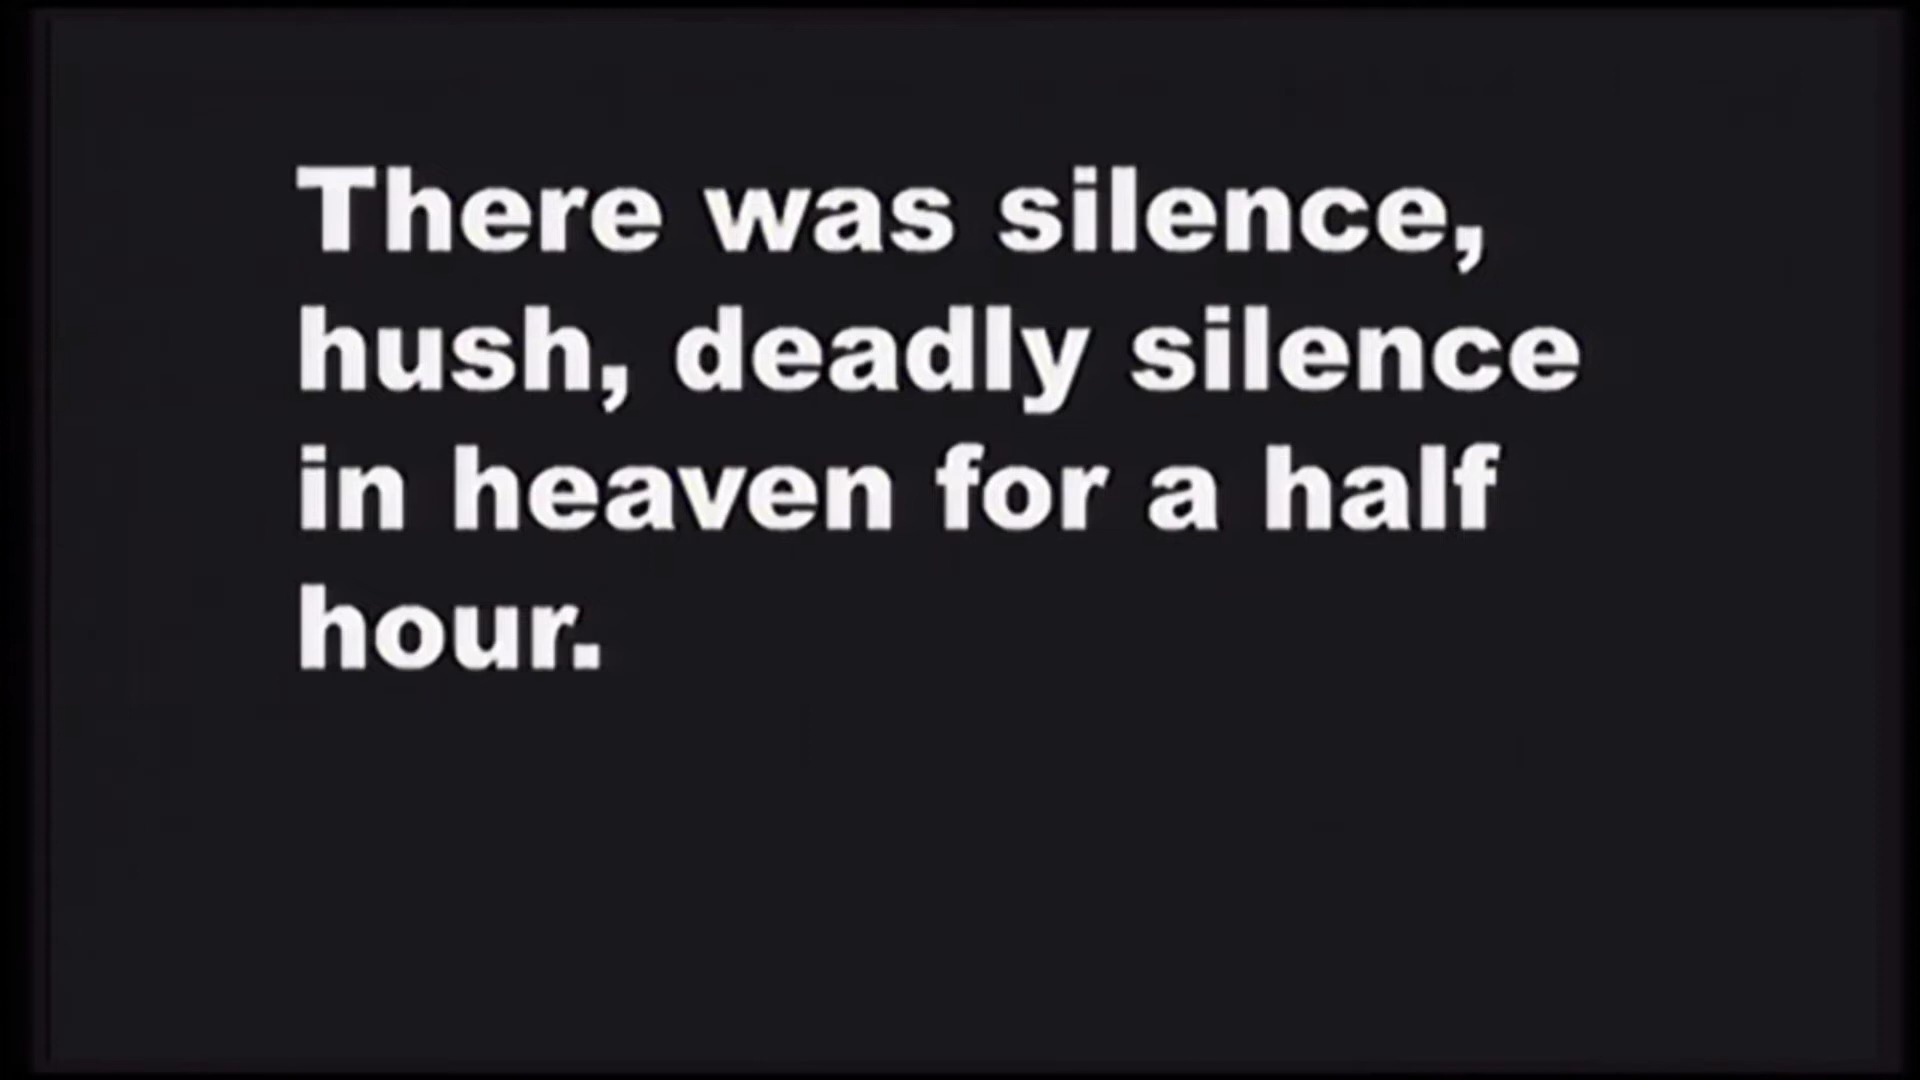 There was silence,
hush, deadly silence
in heaven for a half
hour.